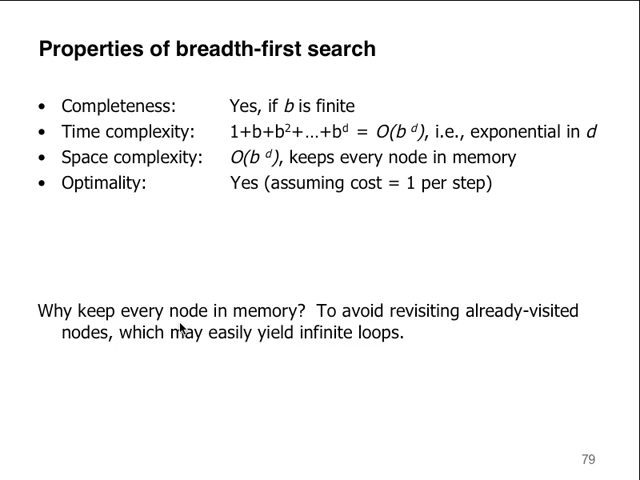 Properties of breadth-first search
• Completeness: Yes, if b is finite
• Time complexity: 1+b+b²+…+bᵈ = O(b ᵈ), i.e., exponential in d
• Space complexity: O(b ᵈ), keeps every node in memory
• Optimality: Yes (assuming cost = 1 per step)
Why keep every node in memory? To avoid revisiting already-visited
nodes, which may easily yield infinite loops.
79